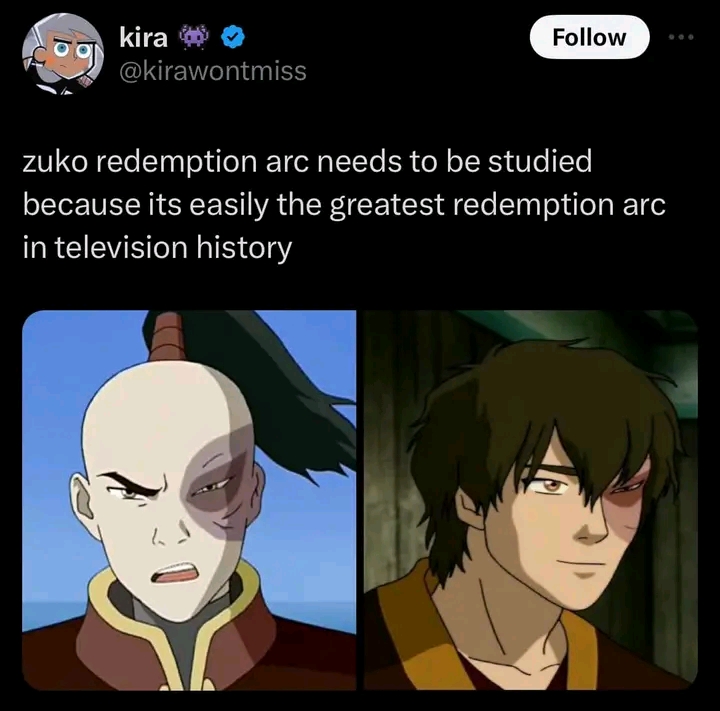 kira 👾
@kirawontmiss
Follow
zuko redemption arc needs to be studied
because its easily the greatest redemption arc
in television history